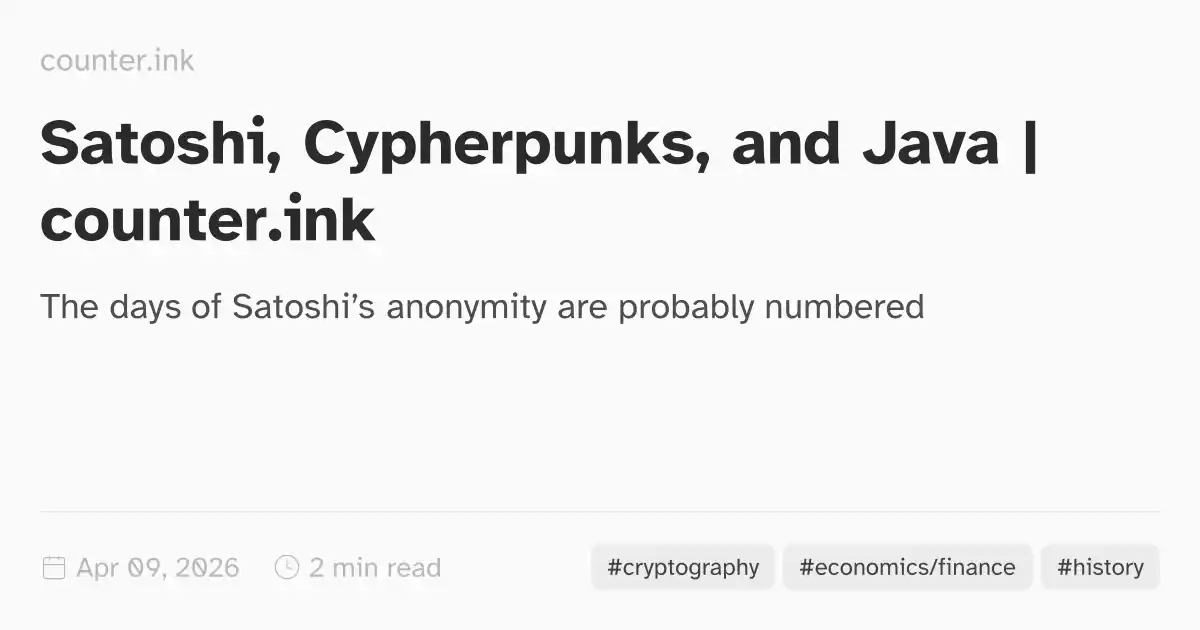 counter.ink
Satoshi, Cypherpunks, and Java |
counter.ink
The days of Satoshi’s anonymity are probably numbered
Apr 09, 2026 2 min read #cryptography #economics/finance #history